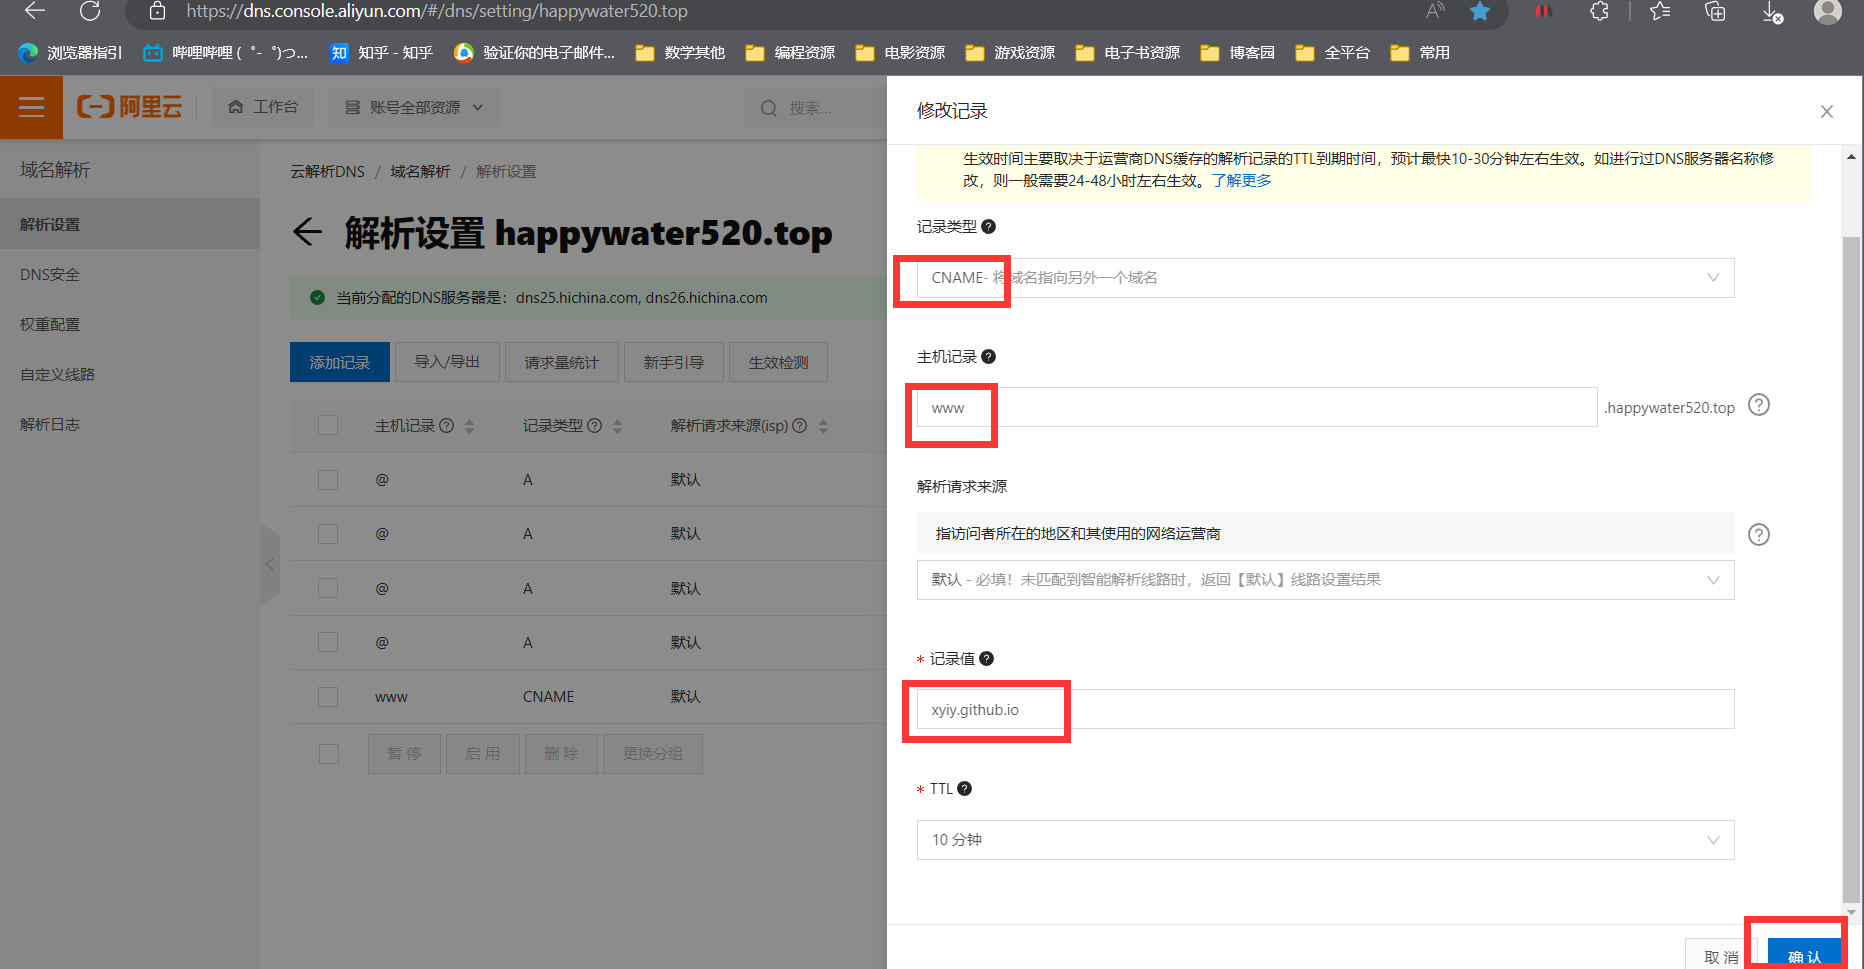 https://dns.console.aliyun.com/#/dns/setting/happywater520.top
浏览器指引
哔哩哔哩 (゜-゜)つ...
知乎 - 知乎
验证你的电子邮件...
数学其他
编程资源
电影资源
游戏资源
电子书资源
博客园
全平台
常用
阿里云
工作台
账号全部资源
搜索...
域名解析
解析设置
DNS安全
权重配置
自定义线路
解析日志
云解析DNS / 域名解析 / 解析设置
解析设置 happywater520.top
当前分配的DNS服务器是：dns25.hichina.com, dns26.hichina.com
添加记录
导入/导出
请求量统计
新手引导
生效检测
主机记录 记录类型 解析请求来源(isp)
@ A 默认
@ A 默认
@ A 默认
@ A 默认
www CNAME 默认
暂 停
启 用
删 除
更换分组
修改记录
生效时间主要取决于运营商DNS缓存的解析记录的TTL到期时间，预计最快10-30分钟左右生效。如进行过DNS服务器名称修
改，则一般需要24-48小时左右生效。了解更多
记录类型
CNAME- 将域名指向另外一个域名
主机记录
www
.happywater520.top
解析请求来源
指访问者所在的地区和其使用的网络运营商
默认 - 必填！未匹配到智能解析线路时，返回【默认】线路设置结果
* 记录值
xyiy.github.io
* TTL
10 分钟
取 消
确 认